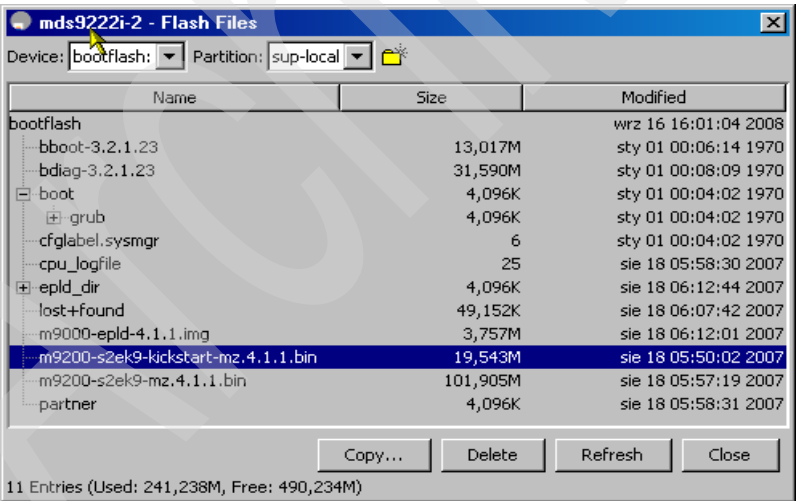 mds9222i-2 - Flash Files
Device: bootflash: Partition: sup-local
Name Size Modified
bootflash wrz 16 16:01:04 2008
bboot-3.2.1.23 13,017M sty 01 00:06:14 1970
bdiag-3.2.1.23 31,590M sty 01 00:08:09 1970
boot 4,096K sty 01 00:04:02 1970
grub 4,096K sty 01 00:04:02 1970
cfglabel.sysmgr 6 sty 01 00:04:02 1970
cpu_logfile 25 sie 18 05:58:30 2007
epld_dir 4,096K sie 18 06:12:44 2007
lost+found 49,152K sie 18 06:07:42 2007
m9000-epld-4.1.1.img 3,757M sie 18 06:12:01 2007
m9200-s2ek9-kickstart-mz.4.1.1.bin 19,543M sie 18 05:50:02 2007
m9200-s2ek9-mz.4.1.1.bin 101,905M sie 18 05:57:19 2007
partner 4,096K sie 18 05:58:31 2007
Copy... Delete Refresh Close
11 Entries (Used: 241,238M, Free: 490,234M)